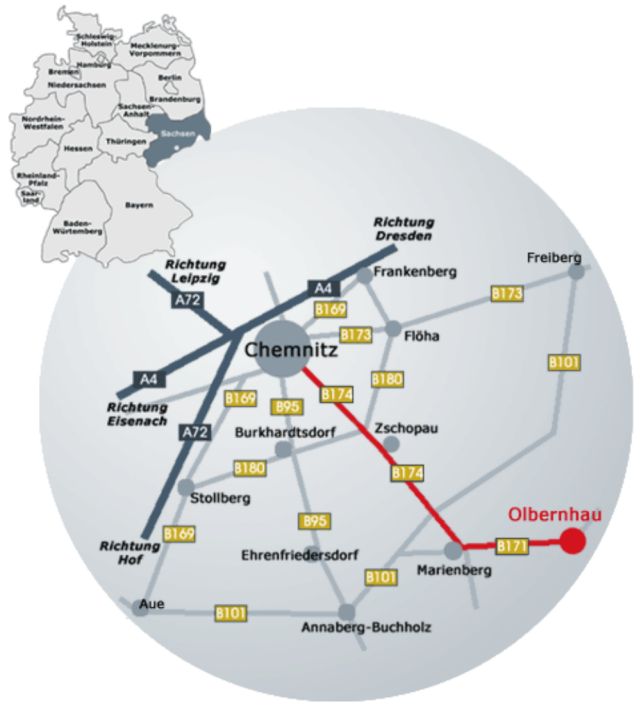 Schleswig-
Holstein
Mecklenurg-
Vorpommern
Hamburg
Bremen
Niedersachsen
Berlin
Brandenburg
Sachsen-
Anhalt
Nordrhein-
Westfalen
Sachsen
Thüringen
Hessen
Rheinland-
Pfalz
Saar-
land
Bayern
Baden-
Würtemberg
Richtung
Dresden
Richtung
Leipzig
Frankenberg
Freiberg
A72
A4
B169
B173
B173
Flöha
Chemnitz
B101
A4
B180
B174
B169
B95
Richtung
Eisenach
A72
Burkhardtsdorf
Zschopau
B180
B174
Stollberg
Olbernhau
B95
B169
Richtung
Hof
Ehrenfriedersdorf
B171
Marienberg
B101
Aue
B101
Annaberg-Buchholz